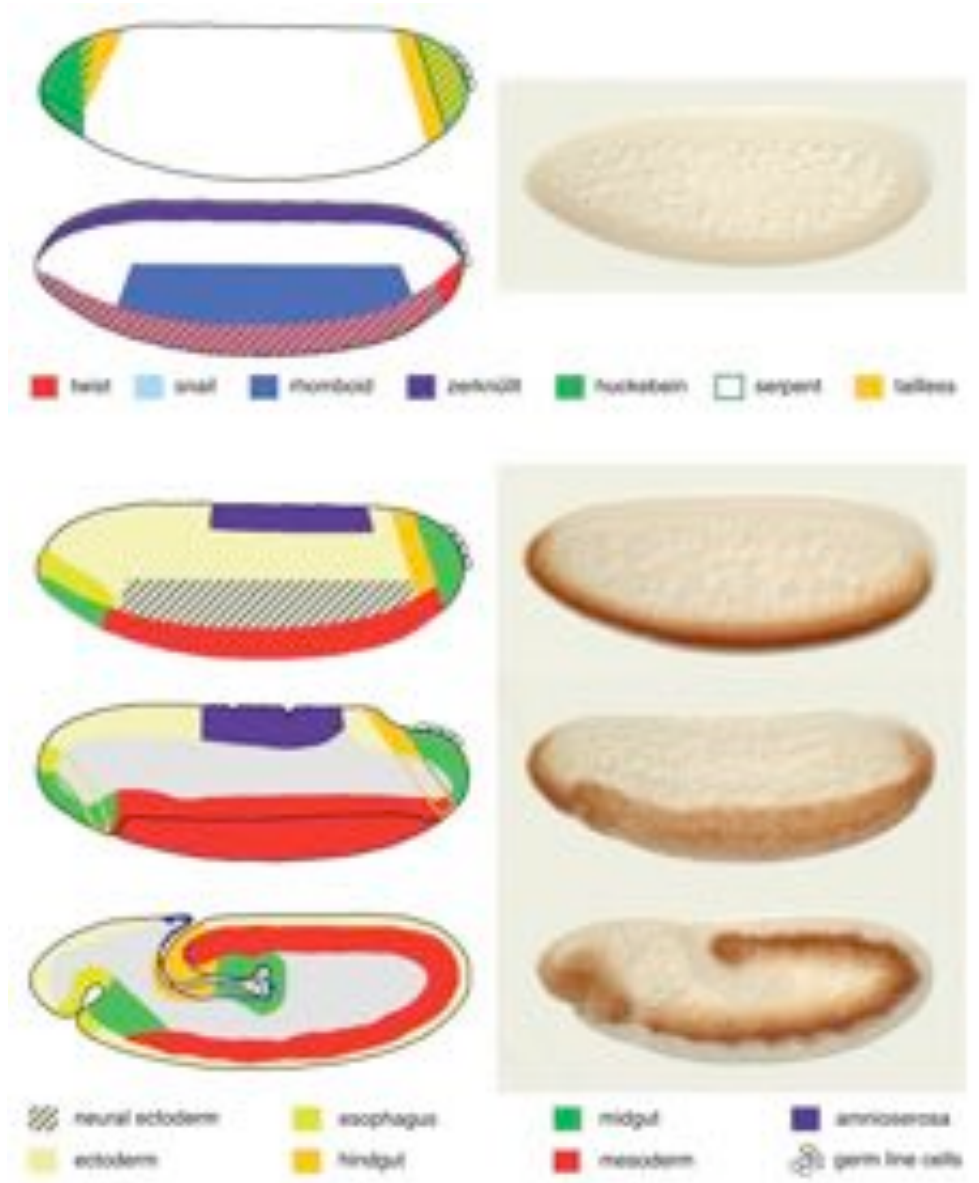 twist snail rhomboid zerknüllt huckebein serpent tailless
neural ectoderm esophagus midgut amnioserosa
ectoderm hindgut mesoderm germ line cells